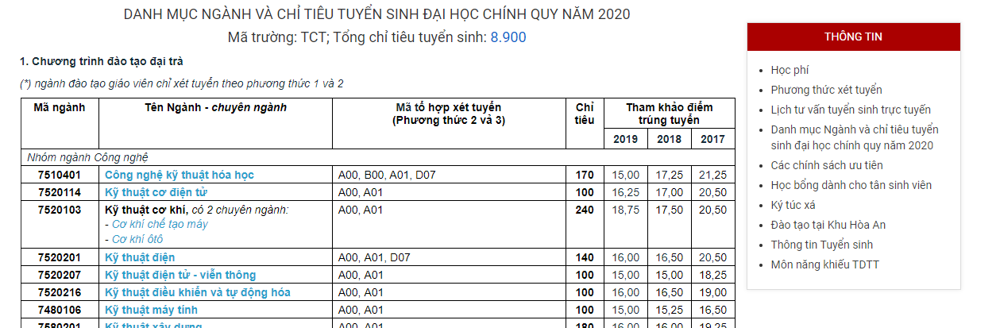 DANH MỤC NGÀNH VÀ CHỈ TIÊU TUYỂN SINH ĐẠI HỌC CHÍNH QUY NĂM 2020
Mã trường: TCT; Tổng chỉ tiêu tuyển sinh: 8.900
1. Chương trình đào tạo đại trà
(*) ngành đào tạo giáo viên chỉ xét tuyển theo phương thức 1 và 2
Mã ngành Tên Ngành - chuyên ngành Mã tổ hợp xét tuyển Chỉ Tham khảo điểm
(Phương thức 2 và 3) tiêu trúng tuyển
2019 2018 2017
Nhóm ngành Công nghệ
7510401 Công nghệ kỹ thuật hóa học A00, B00, A01, D07 170 15,00 17,25 21,25
7520114 Kỹ thuật cơ điện tử A00, A01 100 16,25 17,00 20,50
7520103 Kỹ thuật cơ khí, có 2 chuyên ngành: A00, A01 240 18,75 17,50 20,50
- Cơ khí chế tạo máy
- Cơ khí ôtô
7520201 Kỹ thuật điện A00, A01, D07 140 16,00 16,50 20,50
7520207 Kỹ thuật điện tử - viễn thông A00, A01 100 15,00 15,00 18,25
7520216 Kỹ thuật điều khiển và tự động hóa A00, A01 100 16,00 16,50 19,00
7480106 Kỹ thuật máy tính A00, A01 100 15,00 15,25 16,50
7580201 Kỹ thuật xây dựng A00, A01 180 16,00 16,00 19,25
THÔNG TIN
Học phí
Phương thức xét tuyển
Lịch tư vấn tuyển sinh trực tuyến
Danh mục Ngành và chỉ tiêu tuyển
sinh đại học chính quy năm 2020
Các chính sách ưu tiên
Học bổng dành cho tân sinh viên
Ký túc xá
Đào tạo tại Khu Hòa An
Thông tin Tuyển sinh
Môn năng khiếu TDTT